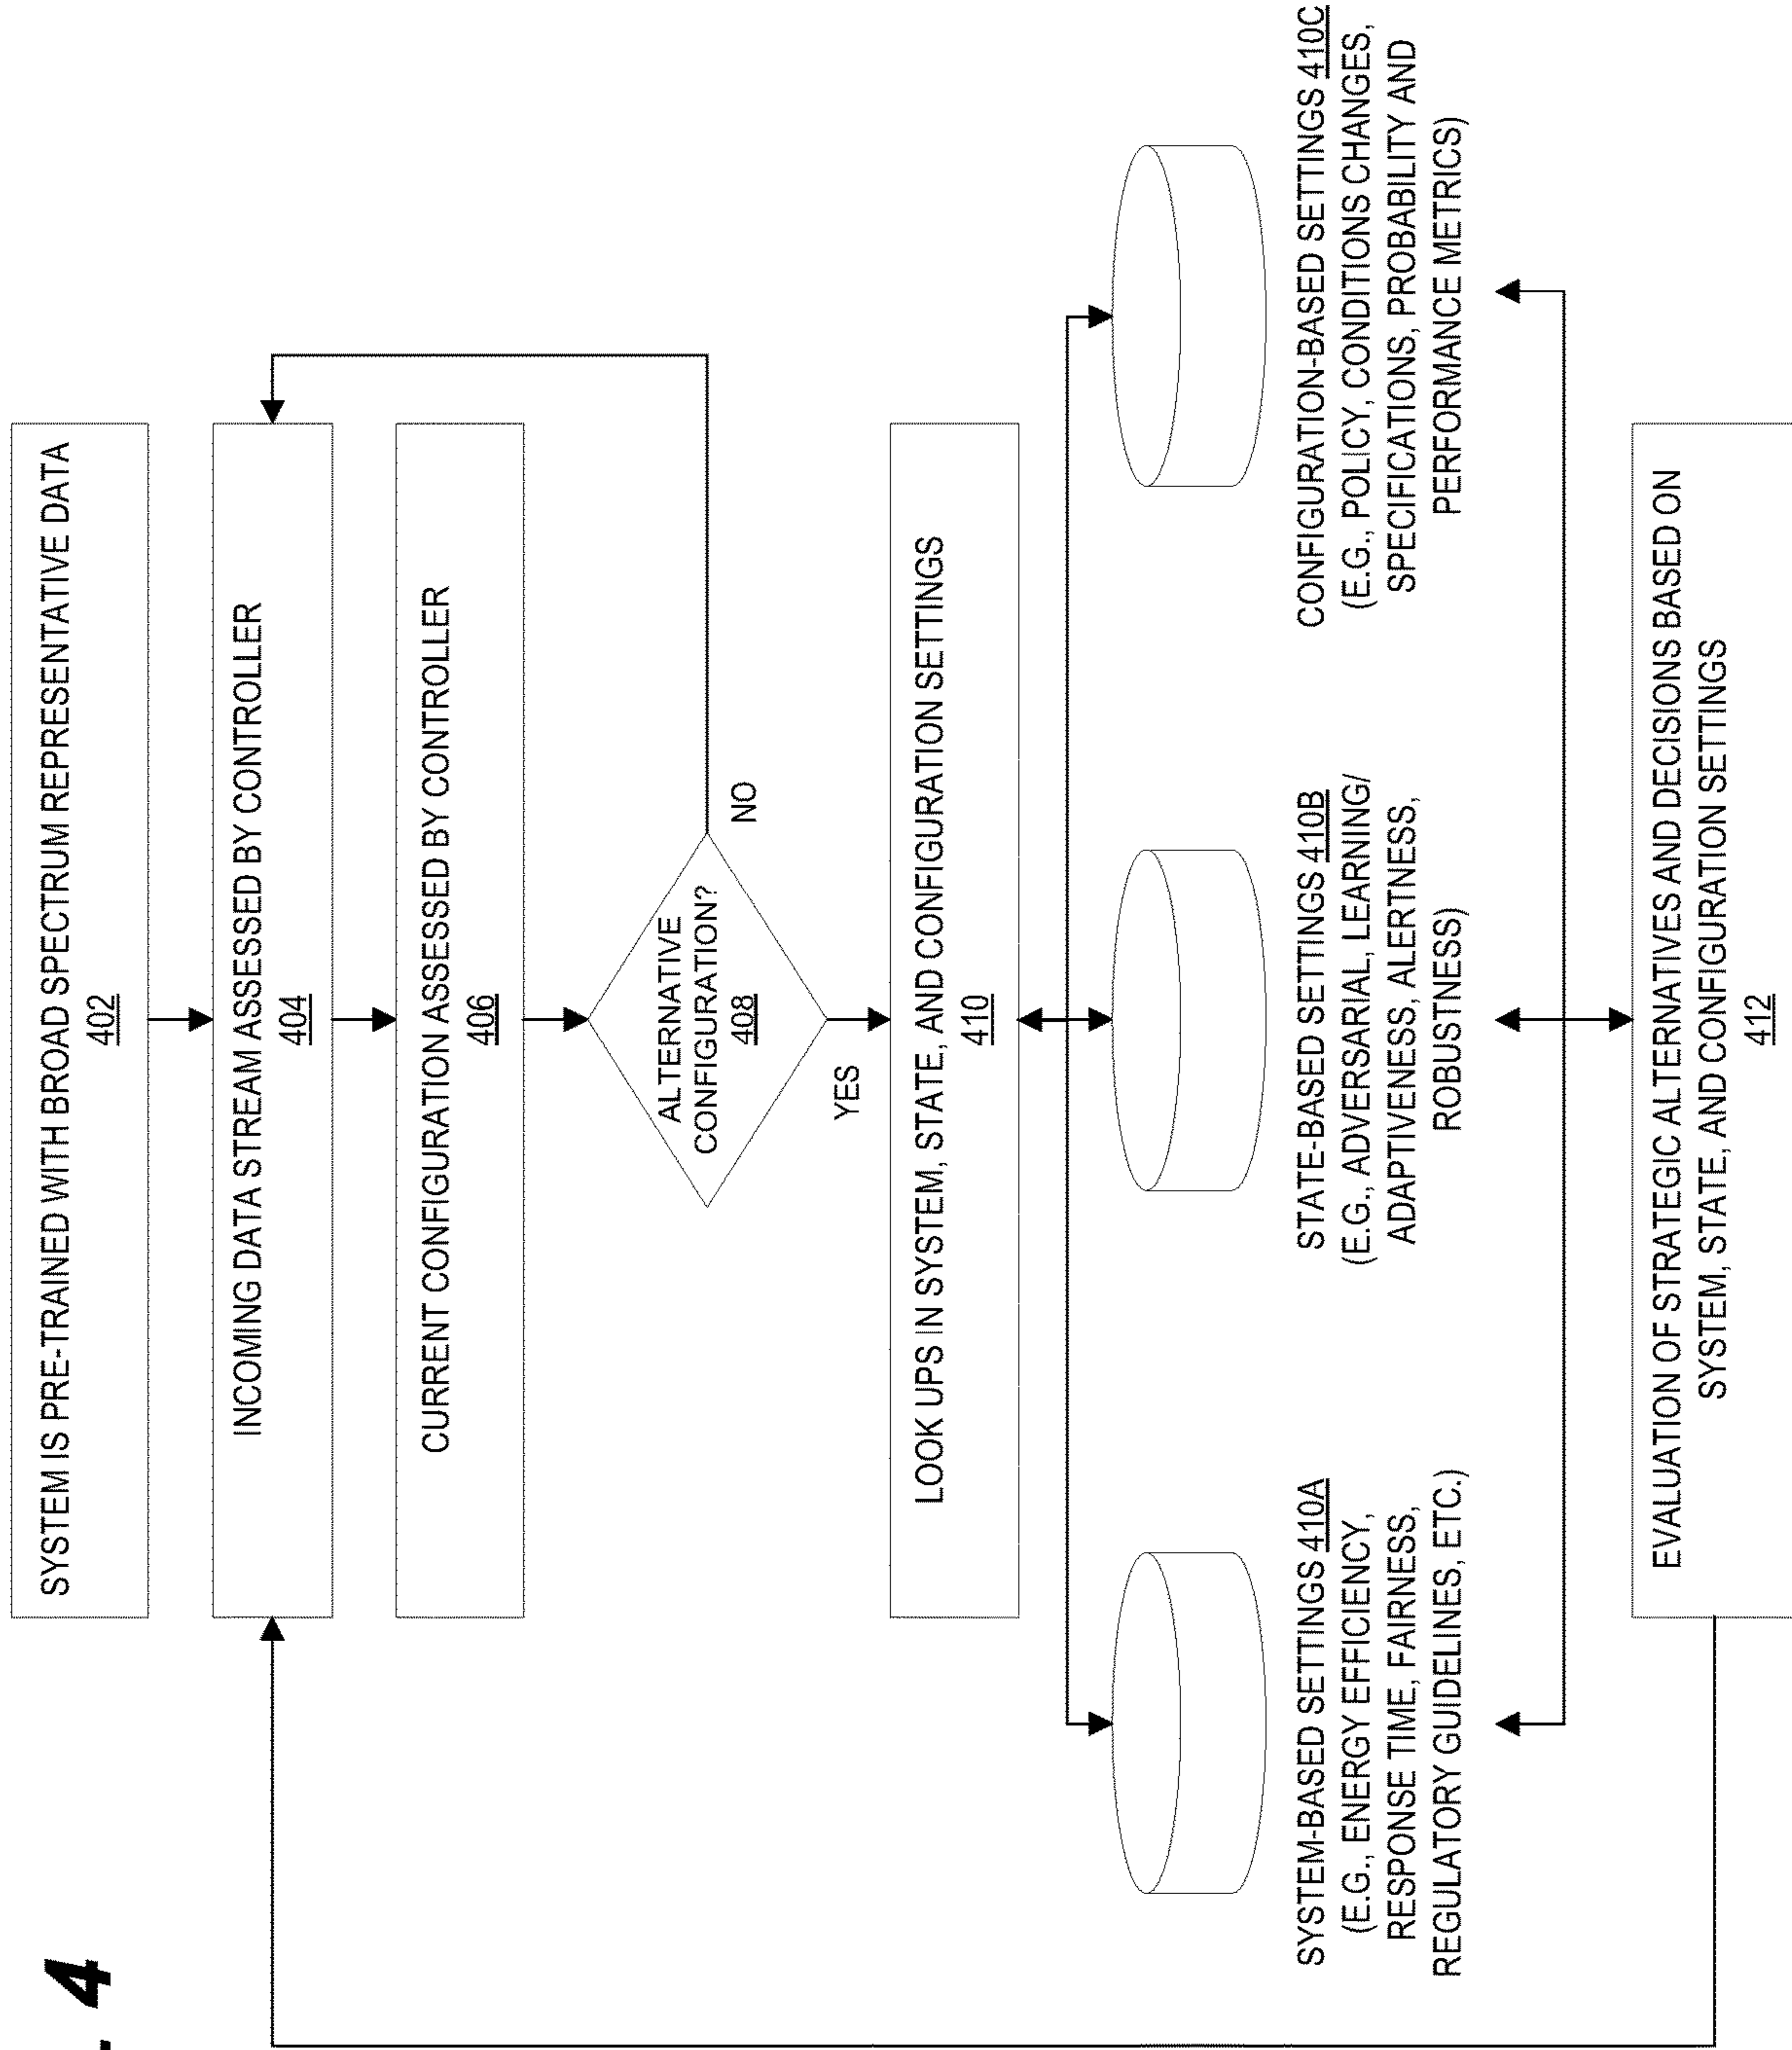 4
SYSTEM IS PRE-TRAINED WITH BROAD SPECTRUM REPRESENTATIVE DATA
402
INCOMING DATA STREAM ASSESSED BY CONTROLLER
404
CURRENT CONFIGURATION ASSESSED BY CONTROLLER
406
ALTERNATIVE
CONFIGURATION?
408
NO
YES
LOOK UPS IN SYSTEM, STATE, AND CONFIGURATION SETTINGS
410
SYSTEM-BASED SETTINGS 410A
(E.G., ENERGY EFFICIENCY,
RESPONSE TIME, FAIRNESS,
REGULATORY GUIDELINES, ETC.)
STATE-BASED SETTINGS 410B
(E.G., ADVERSARIAL, LEARNING/
ADAPTIVENESS, ALERTNESS,
ROBUSTNESS)
CONFIGURATION-BASED SETTINGS 410C
(E.G., POLICY, CONDITIONS CHANGES,
SPECIFICATIONS, PROBABILITY AND
PERFORMANCE METRICS)
EVALUATION OF STRATEGIC ALTERNATIVES AND DECISIONS BASED ON
SYSTEM, STATE, AND CONFIGURATION SETTINGS
412